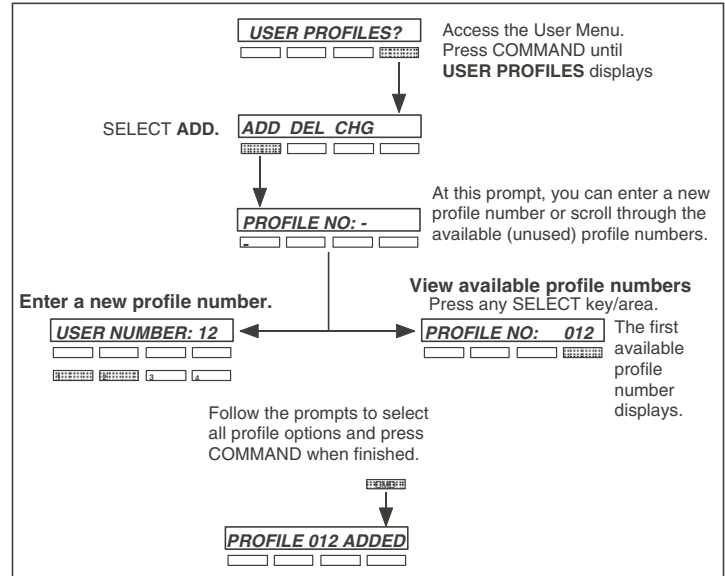 USER PROFILES?
Access the User Menu.
Press COMMAND until
USER PROFILES displays
SELECT ADD.
ADD DEL CHG
At this prompt, you can enter a new
profile number or scroll through the
available (unused) profile numbers.
PROFILE NO: -
-
Enter a new profile number.
USER NUMBER: 12
1 2 3 4
View available profile numbers
Press any SELECT key/area.
PROFILE NO: 012
The first
available
profile
number
displays.
Follow the prompts to select
all profile options and press
COMMAND when finished.
CMD
PROFILE 012 ADDED